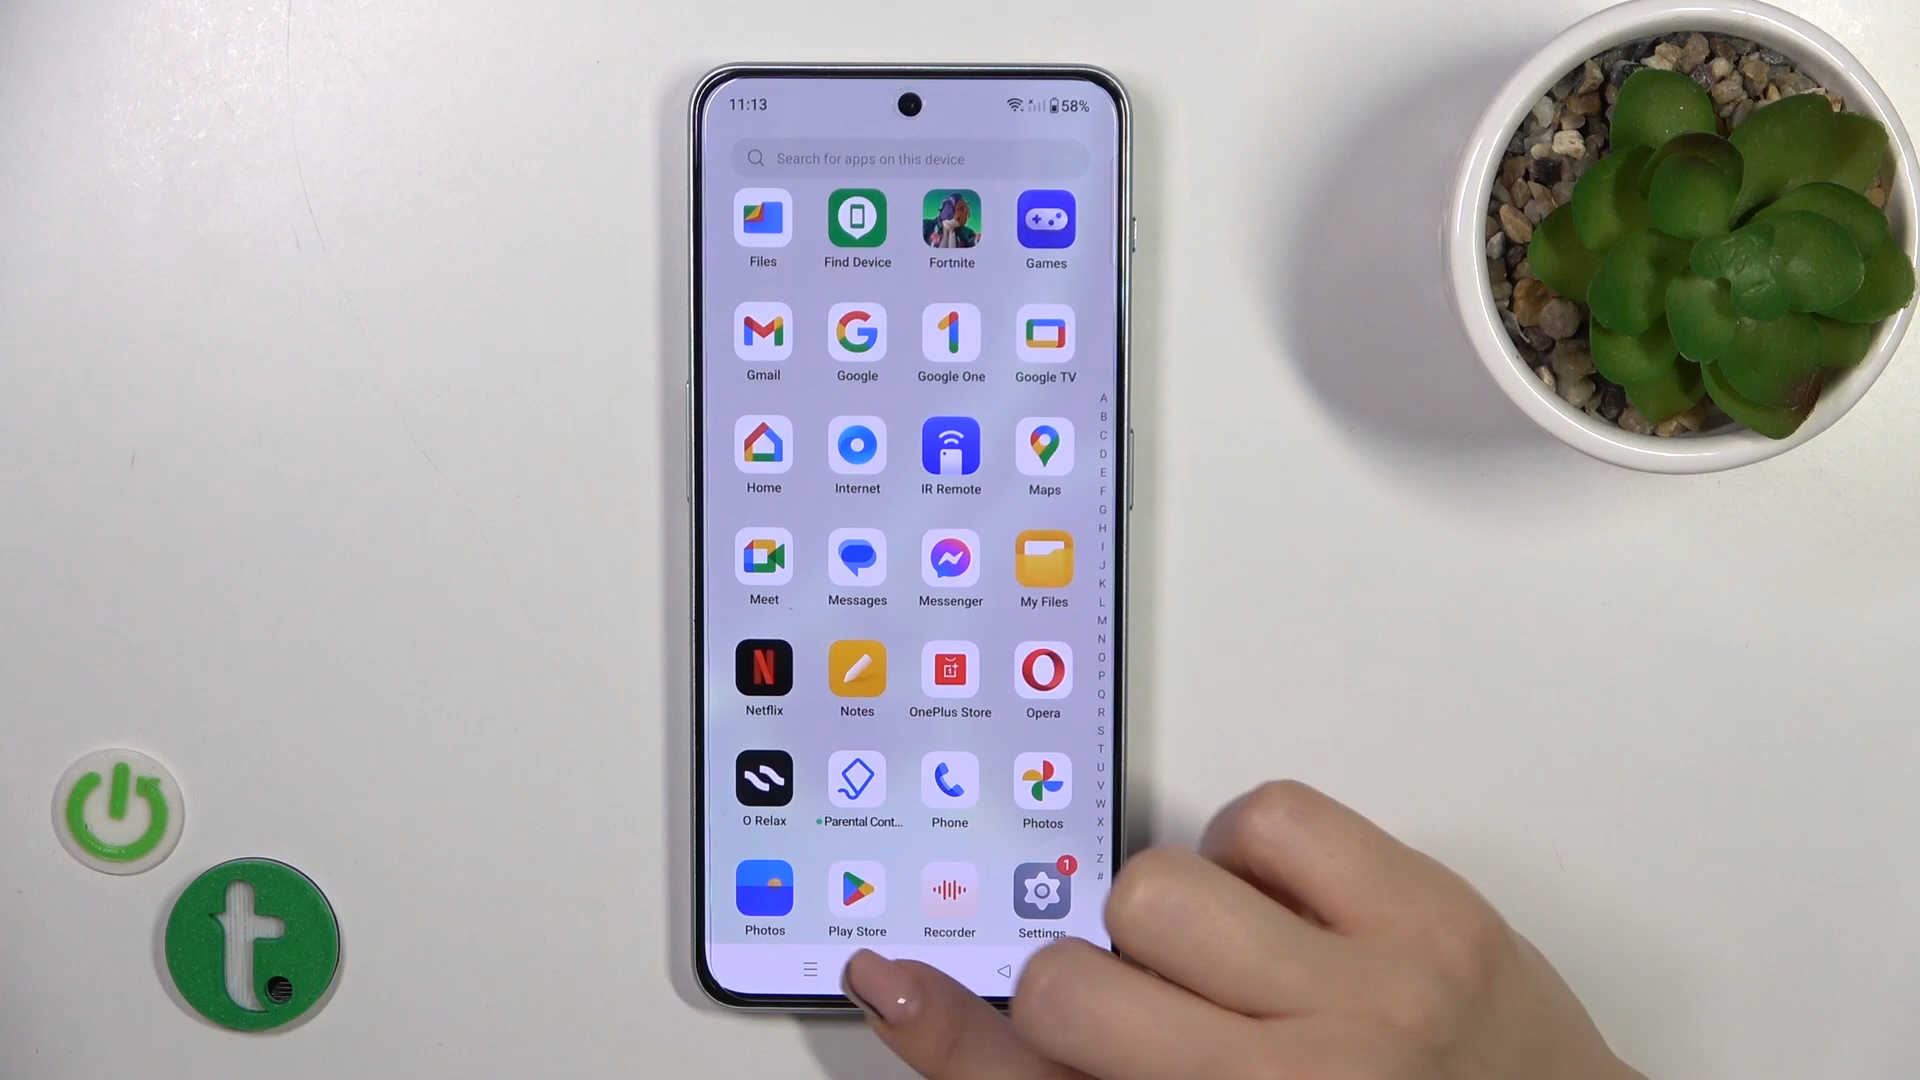 11:13 58%
Search for apps on this device
Files Find Device Fortnite Games
Gmail Google Google One Google TV
Home Internet IR Remote Maps
Meet Messages Messenger My Files
Netflix Notes OnePlus Store Opera
O Relax Parental Cont... Phone Photos
1
Photos Play Store Recorder Settings
A
B
C
D
E
F
G
H
I
J
K
L
M
N
O
P
Q
R
S
T
U
V
W
X
Y
Z
#
t.